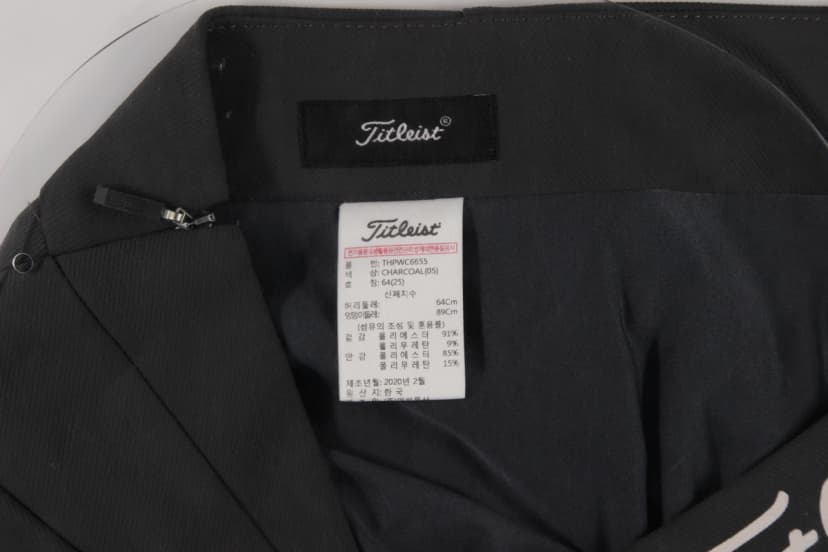 Titleist®
Titleist
품 번: THPWC6655
색 상: CHARCOAL(05)
호 칭: 64(25)
신체치수
허리둘레: 64Cm
엉덩이둘레: 89Cm
(섬유의 조성 및 혼용률)
겉 감 폴리에스터 91%
폴리우레탄 9%
안 감 폴리에스터 85%
폴리우레탄 15%
제조년월: 2020년 2월
원 산 지: 한 국